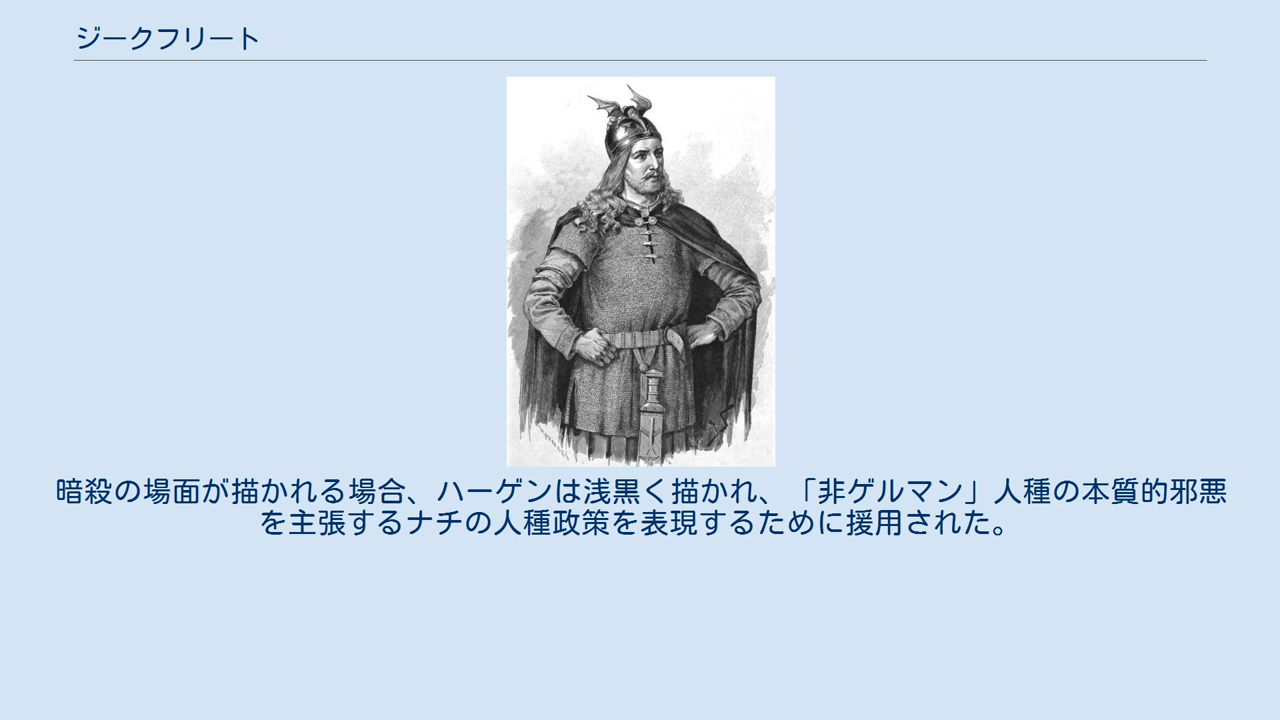 ジークフリート
暗殺の場面が描かれる場合、ハーゲンは浅黒く描かれ、「非ゲルマン」人種の本質的邪悪
を主張するナチの人種政策を表現するために援用された。